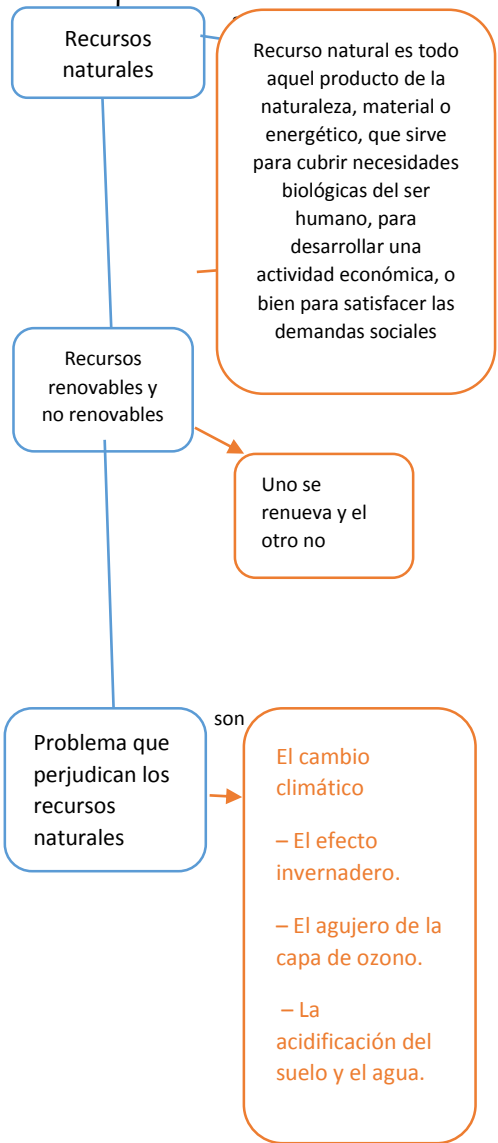 Recursos
naturales
Recurso natural es todo
aquel producto de la
naturaleza, material o
energético, que sirve
para cubrir necesidades
biológicas del ser
humano, para
desarrollar una
actividad económica, o
bien para satisfacer las
demandas sociales
Recursos
renovables y
no renovables
Uno se
renueva y el
otro no
Problema que
perjudican los
recursos
naturales
son
El cambio
climático
– El efecto
invernadero.
– El agujero de la
capa de ozono.
– La
acidificación del
suelo y el agua.